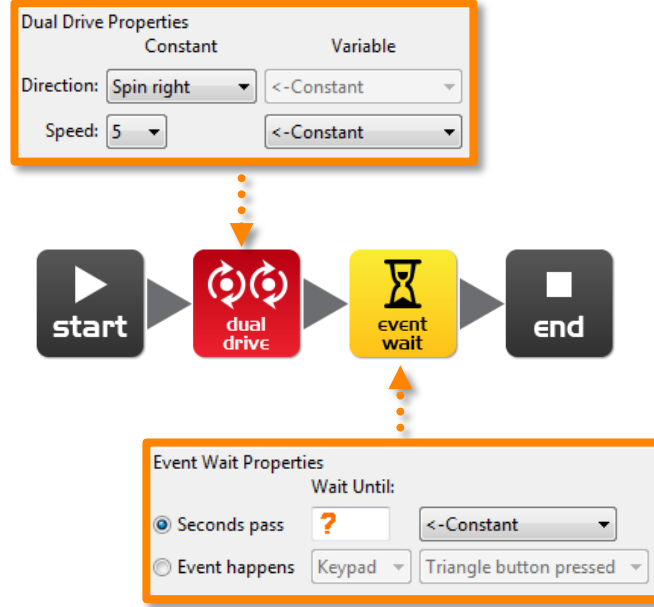 Dual Drive Properties
Constant Variable
Direction: Spin right <-Constant
Speed: 5 <-Constant
start
dual
drive
event
wait
end
Event Wait Properties
Wait Until:
Seconds pass ? <-Constant
Event happens Keypad Triangle button pressed